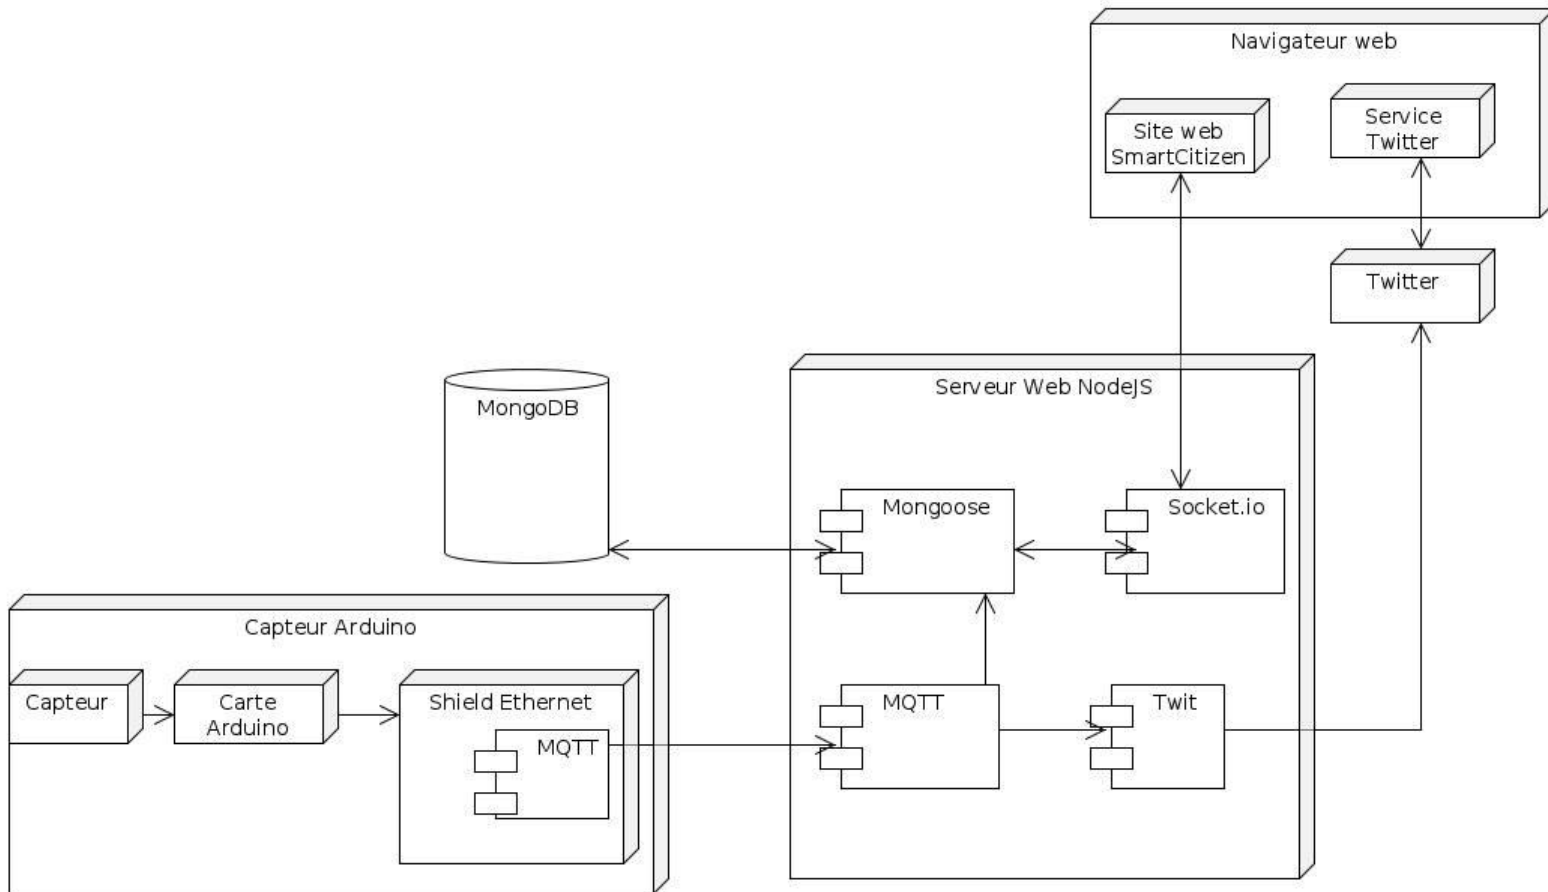 Navigateur web
Site web
SmartCitizen
Service
Twitter
Twitter
Serveur Web NodeJS
MongoDB
Mongoose
Socket.io
Capteur Arduino
Capteur
Carte
Arduino
Shield Ethernet
MQTT
MQTT
Twit